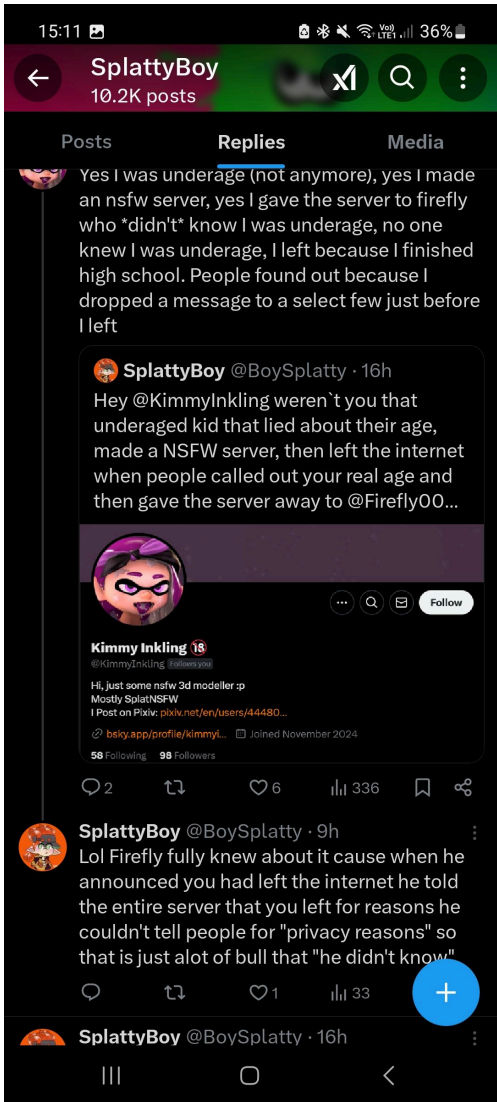 15:11
36%
SplattyBoy
10.2K posts
Posts Replies Media
Yes I was underage (not anymore), yes I made
an nsfw server, yes I gave the server to firefly
who *didn't* know I was underage, no one
knew I was underage, I left because I finished
high school. People found out because I
dropped a message to a select few just before
I left
SplattyBoy @BoySplatty · 16h
Hey @KimmyInkling weren`t you that
underaged kid that lied about their age,
made a NSFW server, then left the internet
when people called out your real age and
then gave the server away to @Firefly00...
Follow
Kimmy Inkling 🔞
@KimmyInkling Follows you
Hi, just some nsfw 3d modeller :p
Mostly SplatNSFW
I Post on Pixiv: pixiv.net/en/users/44480...
bsky.app/profile/kimmyi... Joined November 2024
58 Following 98 Followers
2 6 336
SplattyBoy @BoySplatty · 9h
Lol Firefly fully knew about it cause when he
announced you had left the internet he told
the entire server that you left for reasons he
couldn't tell people for "privacy reasons" so
that is just alot of bull that "he didn't know"
1 33
SplattyBoy @BoySplatty · 16h